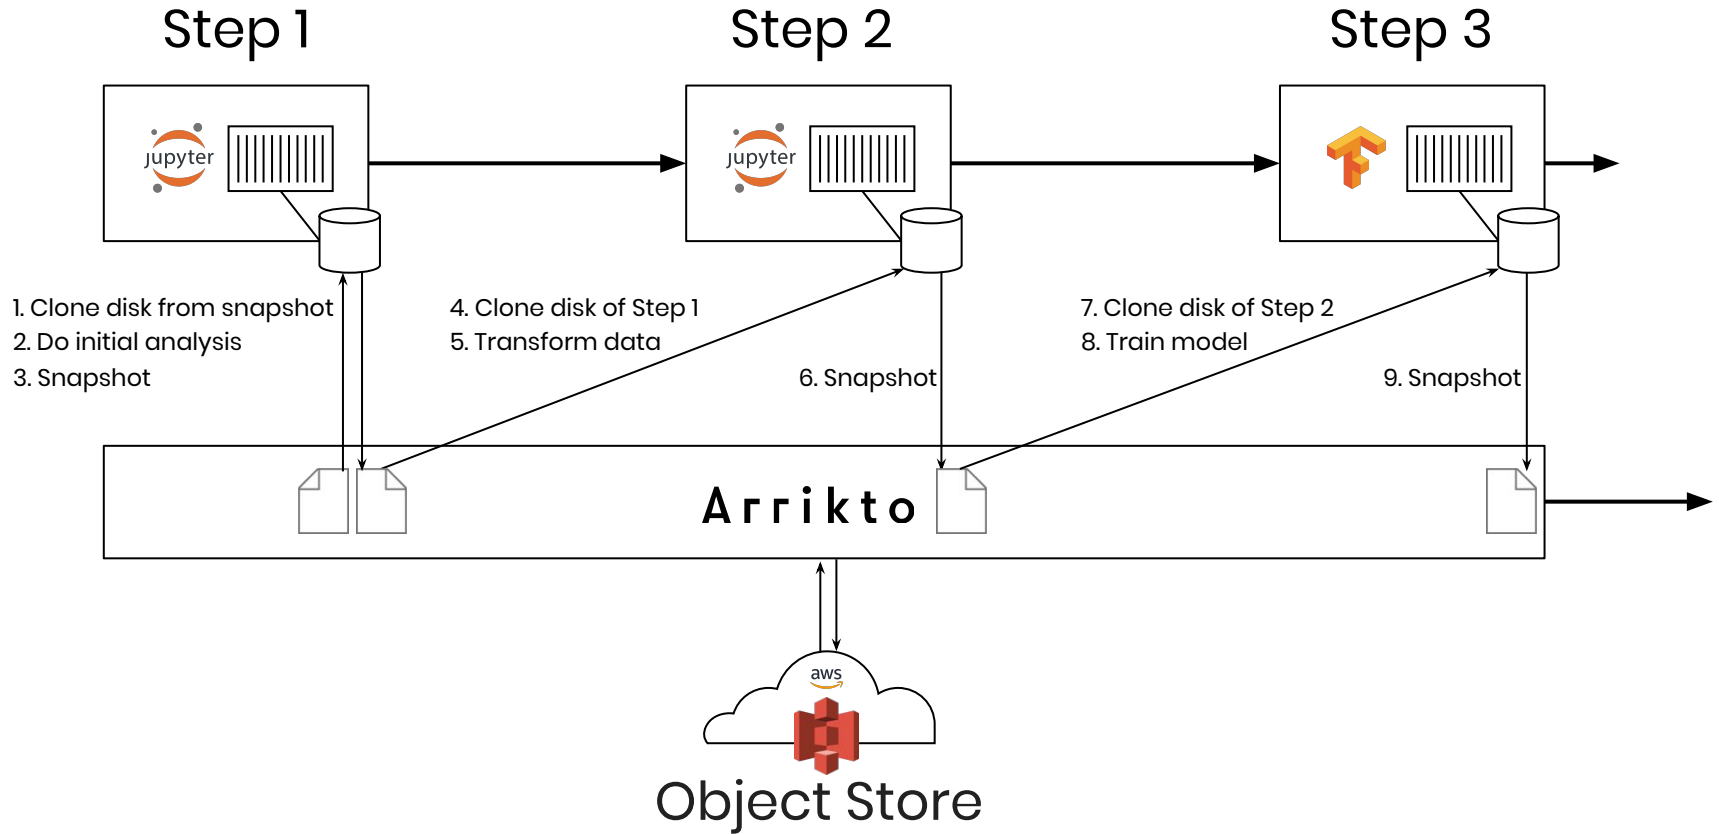 Step 1
Step 2
Step 3
jupyter
jupyter
1. Clone disk from snapshot
2. Do initial analysis
3. Snapshot
4. Clone disk of Step 1
5. Transform data
6. Snapshot
7. Clone disk of Step 2
8. Train model
9. Snapshot
Arrikto
aws
Object Store